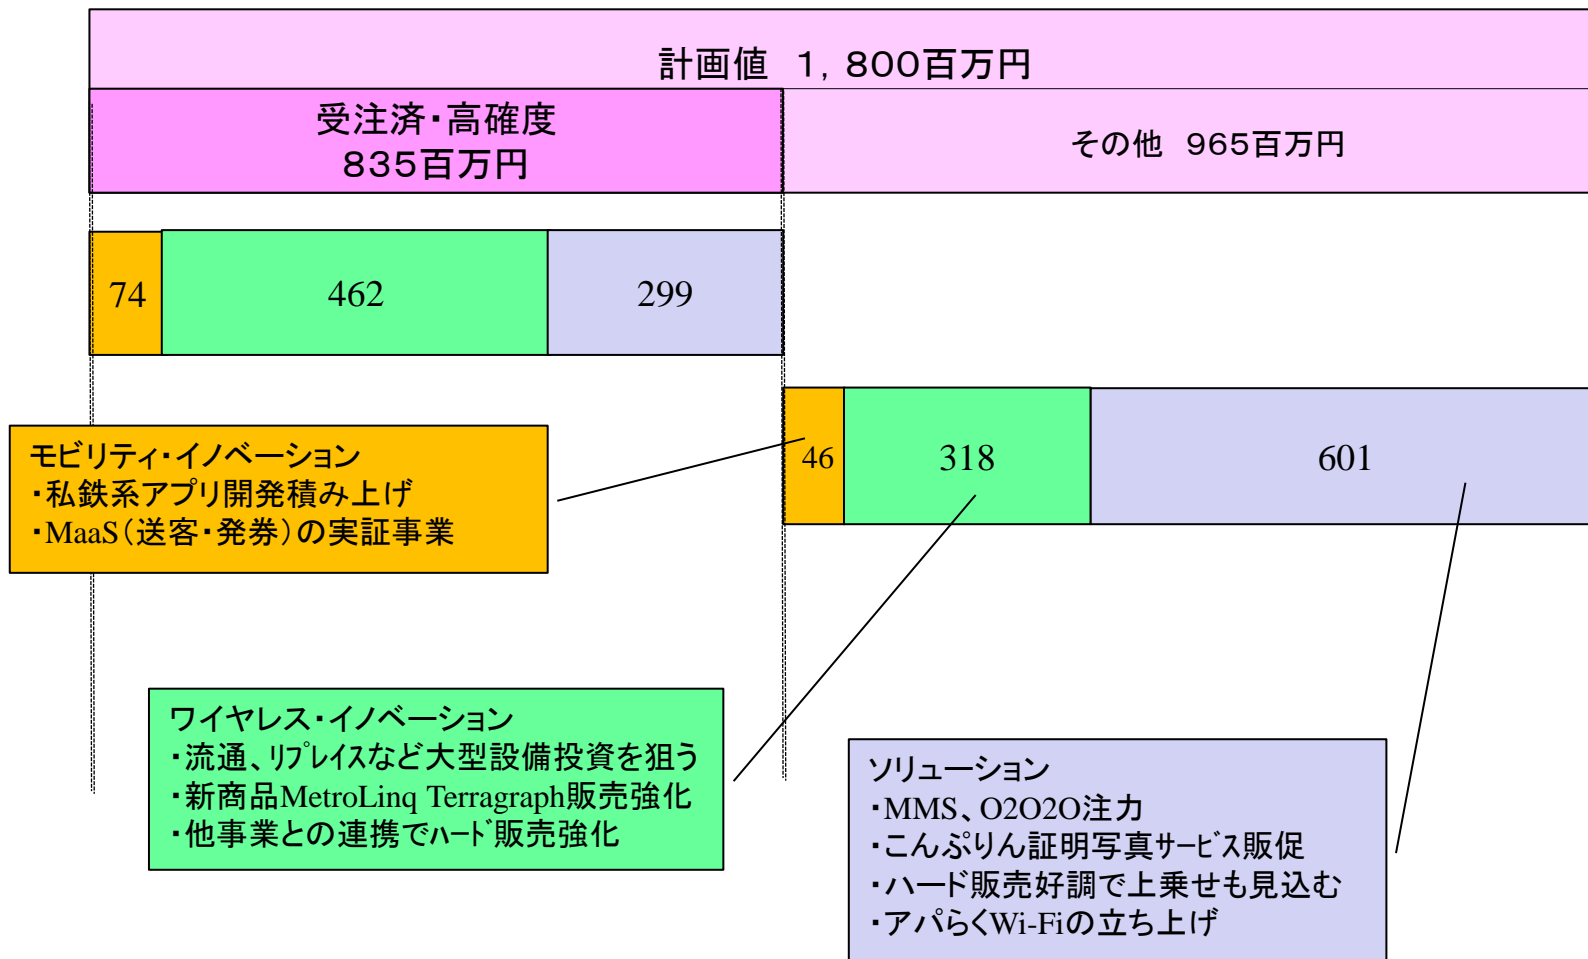 計画値　１，８００百万円
受注済・高確度
８３５百万円
その他　９６５百万円
74
462
299
46
318
601
モビリティ・イノベーション
・私鉄系アプリ開発積み上げ
・MaaS（送客・発券）の実証事業
ワイヤレス・イノベーション
・流通、ﾘﾌﾟﾚｲｽなど大型設備投資を狙う
・新商品MetroLinq Terragraph販売強化
・他事業との連携でﾊｰﾄﾞ販売強化
ソリューション
・MMS、O2O2O注力
・こんぷりん証明写真ｻｰﾋﾞｽ販促
・ハード販売好調で上乗せも見込む
・アパらくWi-Fiの立ち上げ